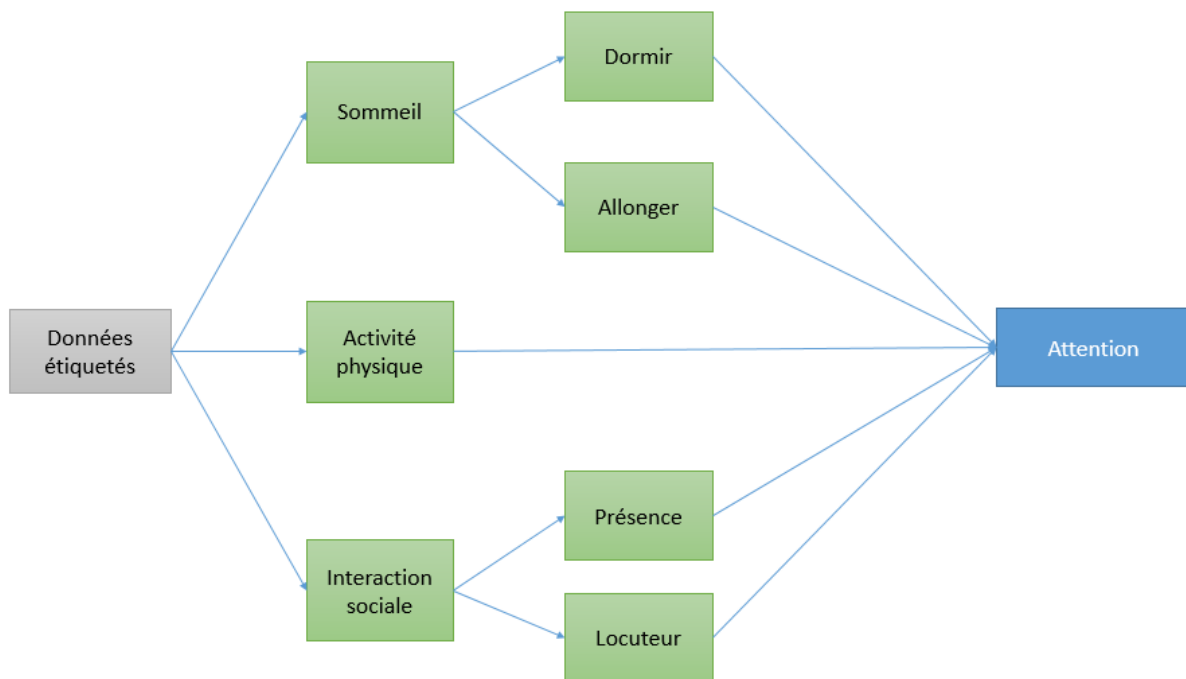 Dormir
Sommeil
Allonger
Données
étiquetés
Activité
physique
Attention
Présence
Interaction
sociale
Locuteur